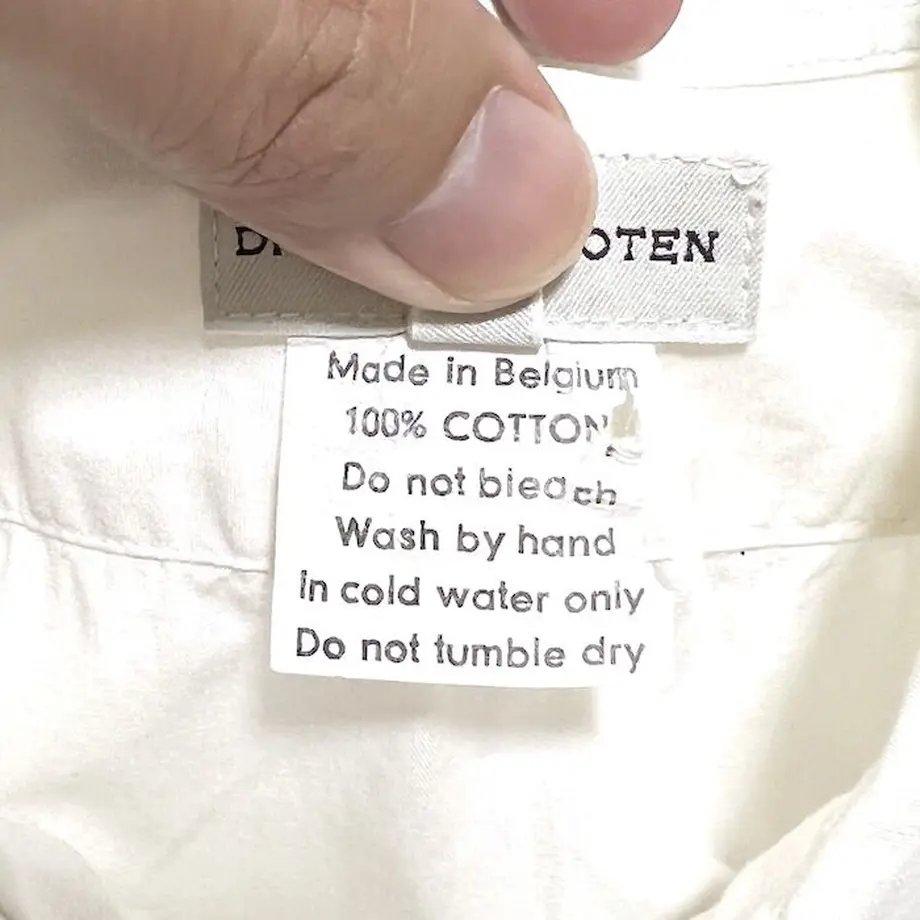 OTEN
Made in Belgium
100% COTTON
Do not bleach
Wash by hand
in cold water only
Do not tumble dry